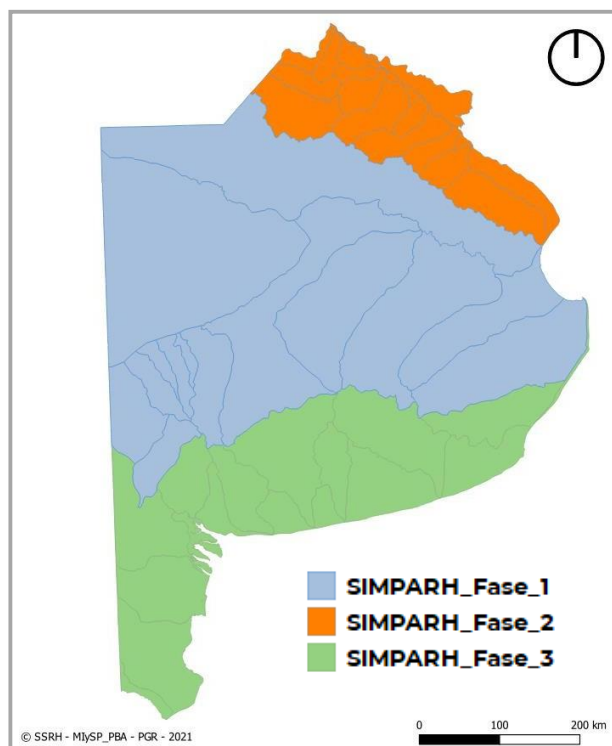 SIMPARH_Fase_1
SIMPARH_Fase_2
SIMPARH_Fase_3
© SSRH - MIySP_PBA - PGR - 2021
0 100 200 km